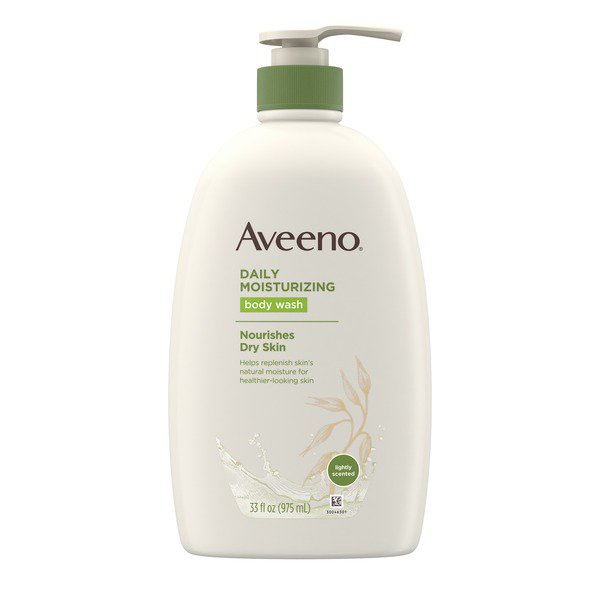 Aveeno®
DAILY
MOISTURIZING
body wash
Nourishes
Dry Skin
Helps replenish skin's
natural moisture for
healthier-looking skin
lightly
scented
33 fl oz (975 mL)